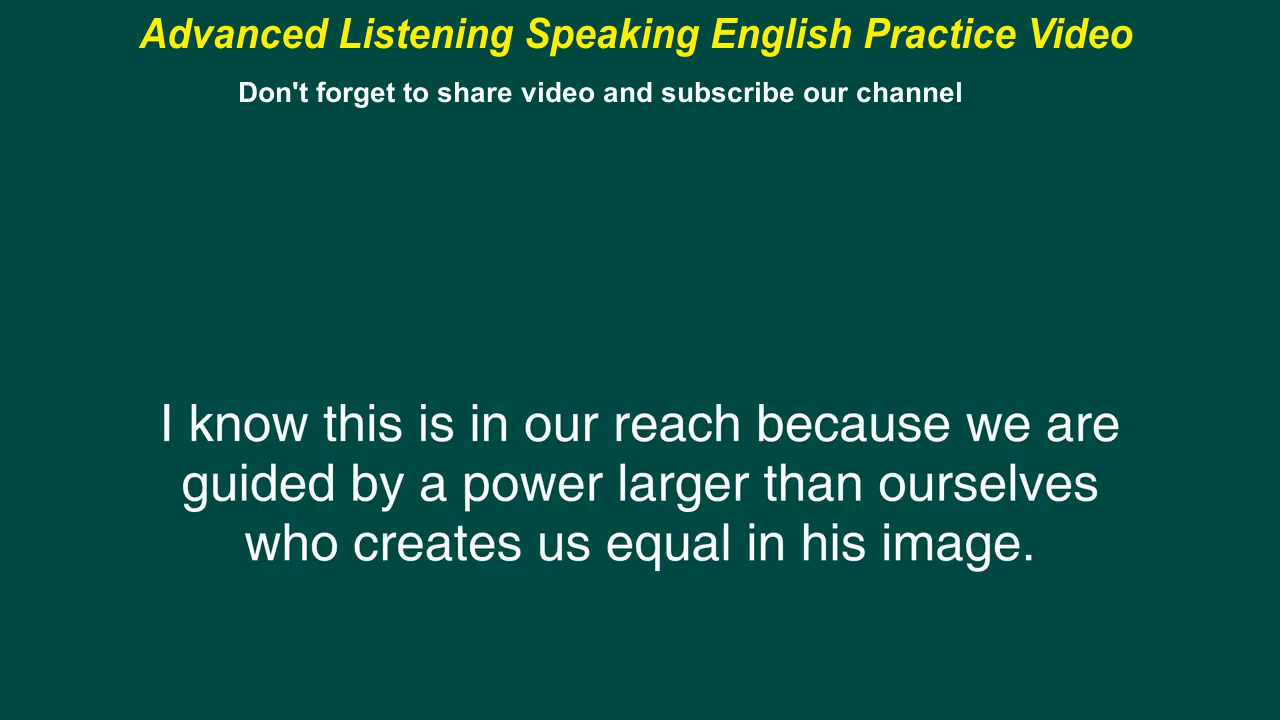 Advanced Listening Speaking English Practice Video
Don't forget to share video and subscribe our channel
I know this is in our reach because we are
guided by a power larger than ourselves
who creates us equal in his image.